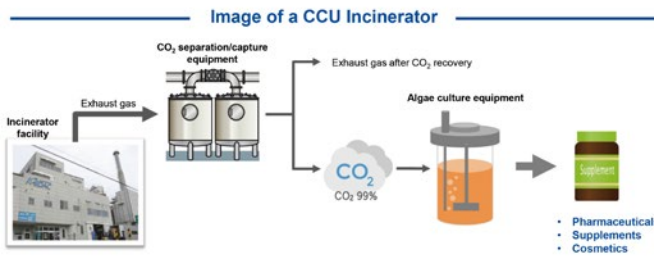 Image of a CCU Incinerator
CO₂ separation/capture
equipment
Exhaust gas after CO₂ recovery
Exhaust gas
Algae culture equipment
Incinerator
facility
CO₂
CO₂ 99%
Supplement
• Pharmaceutical
• Supplements
• Cosmetics